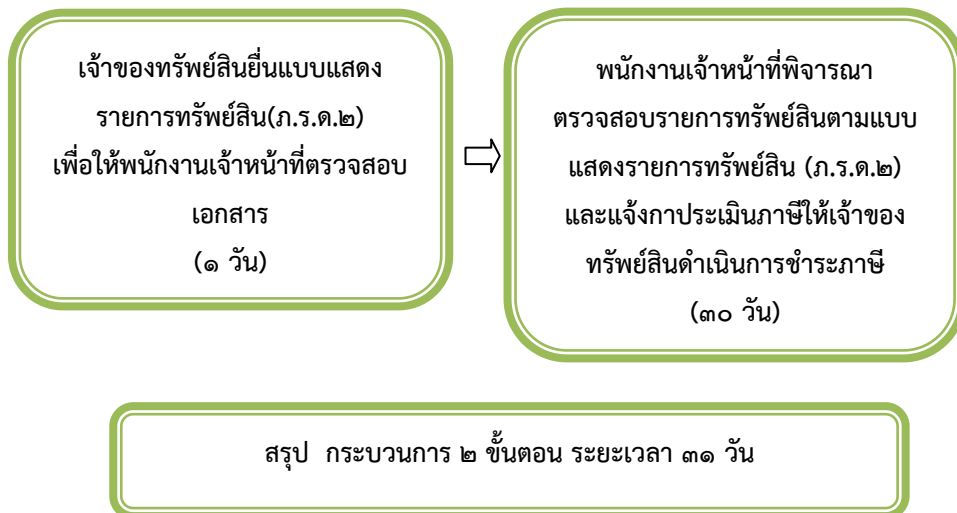 เจ้าของทรัพย์สินยื่นแบบแสดง
รายการทรัพย์สิน(ภ.ร.ด.๒)
เพื่อให้พนักงานเจ้าหน้าที่ตรวจสอบ
เอกสาร
(๑ วัน)
พนักงานเจ้าหน้าที่พิจารณา
ตรวจสอบรายการทรัพย์สินตามแบบ
แสดงรายการทรัพย์สิน (ภ.ร.ด.๒)
และแจ้งกาประเมินภาษีให้เจ้าของ
ทรัพย์สินดำเนินการชำระภาษี
(๓๐ วัน)
สรุป กระบวนการ ๒ ขั้นตอน ระยะเวลา ๓๑ วัน